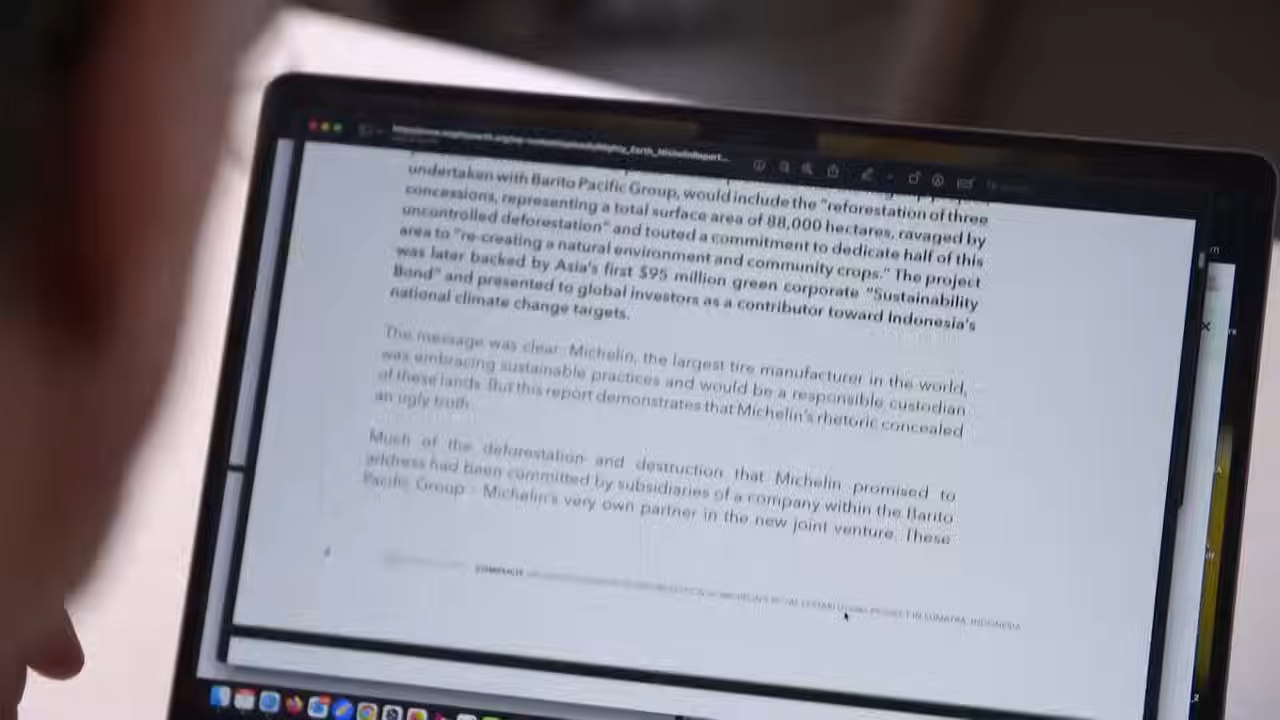 undertaken with Barito Pacific Group, would include the "reforestation of three
concessions, representing a total surface area of 88,000 hectares, ravaged by
uncontrolled deforestation" and touted a commitment to dedicate half of this
area to "re-creating a natural environment and community crops." The project
was later backed by Asia's first $95 million green corporate "Sustainability
Bond" and presented to global investors as a contributor toward Indonesia's
national climate change targets.
The message was clear: Michelin, the largest tire manufacturer in the world,
was embracing sustainable practices and would be a responsible custodian
of these lands. But this report demonstrates that Michelin's rhetoric concealed
an ugly truth.
Much of the deforestation and destruction that Michelin promised to
address had been committed by subsidiaries of a company within the Barito
Pacific Group - Michelin's very own partner in the new joint venture. These
COMPLICIT PROJECT IN SUMATRA, INDONESIA